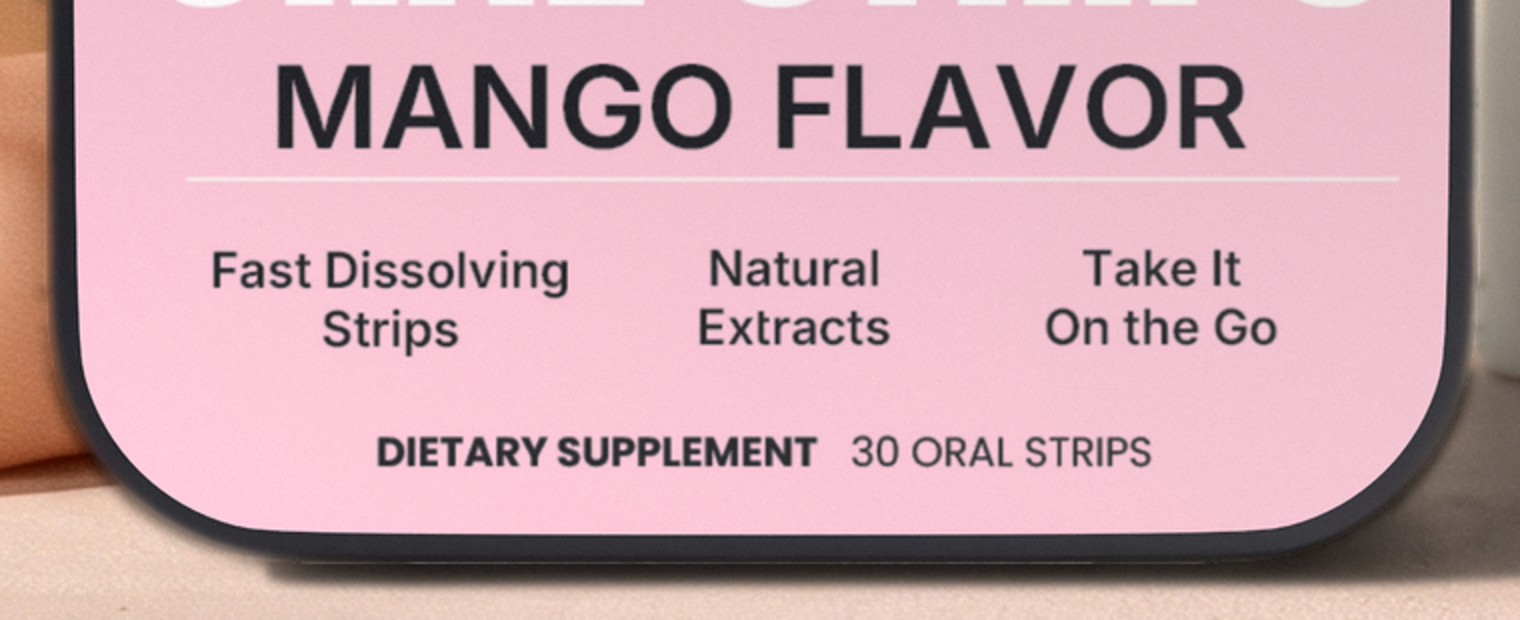 MANGO FLAVOR
Fast Dissolving
Strips
Natural
Extracts
Take It
On the Go
DIETARY SUPPLEMENT 30 ORAL STRIPS